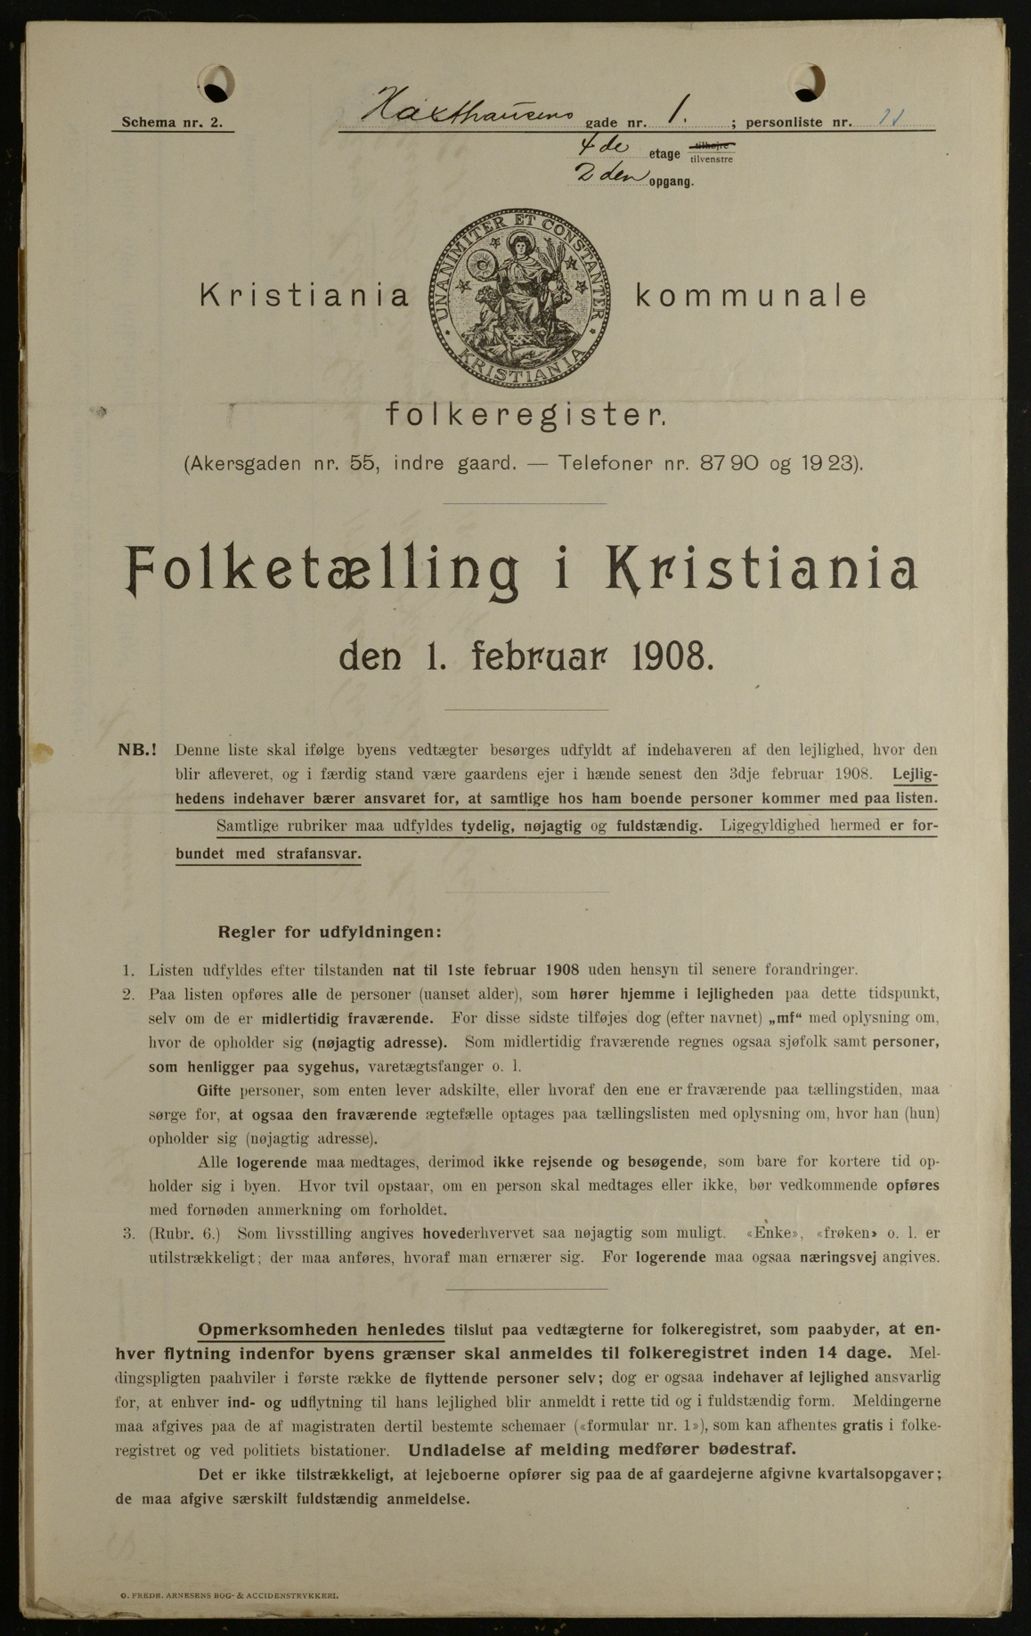 Schema nr. 2.
Haxthausens gade nr. 1. ; personliste nr. 11
4de etage tilhøjre tilvenstre
2den opgang.
Kristiania kommunale
UNANIMITER ET CONSTANTER
KRISTIANIA
folkeregister.
(Akersgaden nr. 55, indre gaard. — Telefoner nr. 8790 og 1923).
Folketælling i Kristiania
den 1. februar 1908.
NB.! Denne liste skal ifølge byens vedtægter besørges udfyldt af indehaveren af den lejlighed, hvor den
blir afleveret, og i færdig stand være gaardens ejer i hænde senest den 3dje februar 1908. Lejlig-
hedens indehaver bærer ansvaret for, at samtlige hos ham boende personer kommer med paa listen.
Samtlige rubriker maa udfyldes tydelig, nøjagtig og fuldstændig. Ligegyldighed hermed er for-
bundet med strafansvar.
Regler for udfyldningen:
1. Listen udfyldes efter tilstanden nat til 1ste februar 1908 uden hensyn til senere forandringer.
2. Paa listen opføres alle de personer (uanset alder), som hører hjemme i lejligheden paa dette tidspunkt,
selv om de er midlertidig fraværende. For disse sidste tilføjes dog (efter navnet) „mf“ med oplysning om,
hvor de opholder sig (nøjagtig adresse). Som midlertidig fraværende regnes ogsaa sjøfolk samt personer,
som henligger paa sygehus, varetægtsfanger o. l.
Gifte personer, som enten lever adskilte, eller hvoraf den ene er fraværende paa tællingstiden, maa
sørge for, at ogsaa den fraværende ægtefælle optages paa tællingslisten med oplysning om, hvor han (hun)
opholder sig (nøjagtig adresse).
Alle logerende maa medtages, derimod ikke rejsende og besøgende, som bare for kortere tid op-
holder sig i byen. Hvor tvil opstaar, om en person skal medtages eller ikke, bør vedkommende opføres
med fornøden anmerkning om forholdet.
3. (Rubr. 6.) Som livsstilling angives hovederhvervet saa nøjagtig som muligt. «Enke», «frøken» o. l. er
utilstrækkeligt; der maa anføres, hvoraf man ernærer sig. For logerende maa ogsaa næringsvej angives.
Opmerksomheden henledes tilslut paa vedtægterne for folkeregistret, som paabyder, at en-
hver flytning indenfor byens grænser skal anmeldes til folkeregistret inden 14 dage. Mel-
dingspligten paahviler i første række de flyttende personer selv; dog er ogsaa indehaver af lejlighed ansvarlig
for, at enhver ind- og udflytning til hans lejlighed blir anmeldt i rette tid og i fuldstændig form. Meldingerne
maa afgives paa de af magistraten dertil bestemte schemaer («formular nr. 1»), som kan afhentes gratis i folke-
registret og ved politiets bistationer. Undladelse af melding medfører bødestraf.
Det er ikke tilstrækkeligt, at lejeboerne opfører sig paa de af gaardejerne afgivne kvartalsopgaver;
de maa afgive særskilt fuldstændig anmeldelse.
O. FREDR. ARNESENS BOG- & ACCIDENSTRYKKERI.